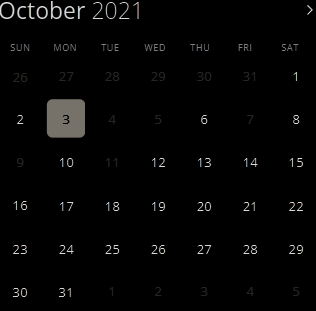 October 2021
SUN MON TUE WED THU FRI SAT
26 27 28 29 30 31 1
2 3 4 5 6 7 8
9 10 11 12 13 14 15
16 17 18 19 20 21 22
23 24 25 26 27 28 29
30 31 1 2 3 4 5